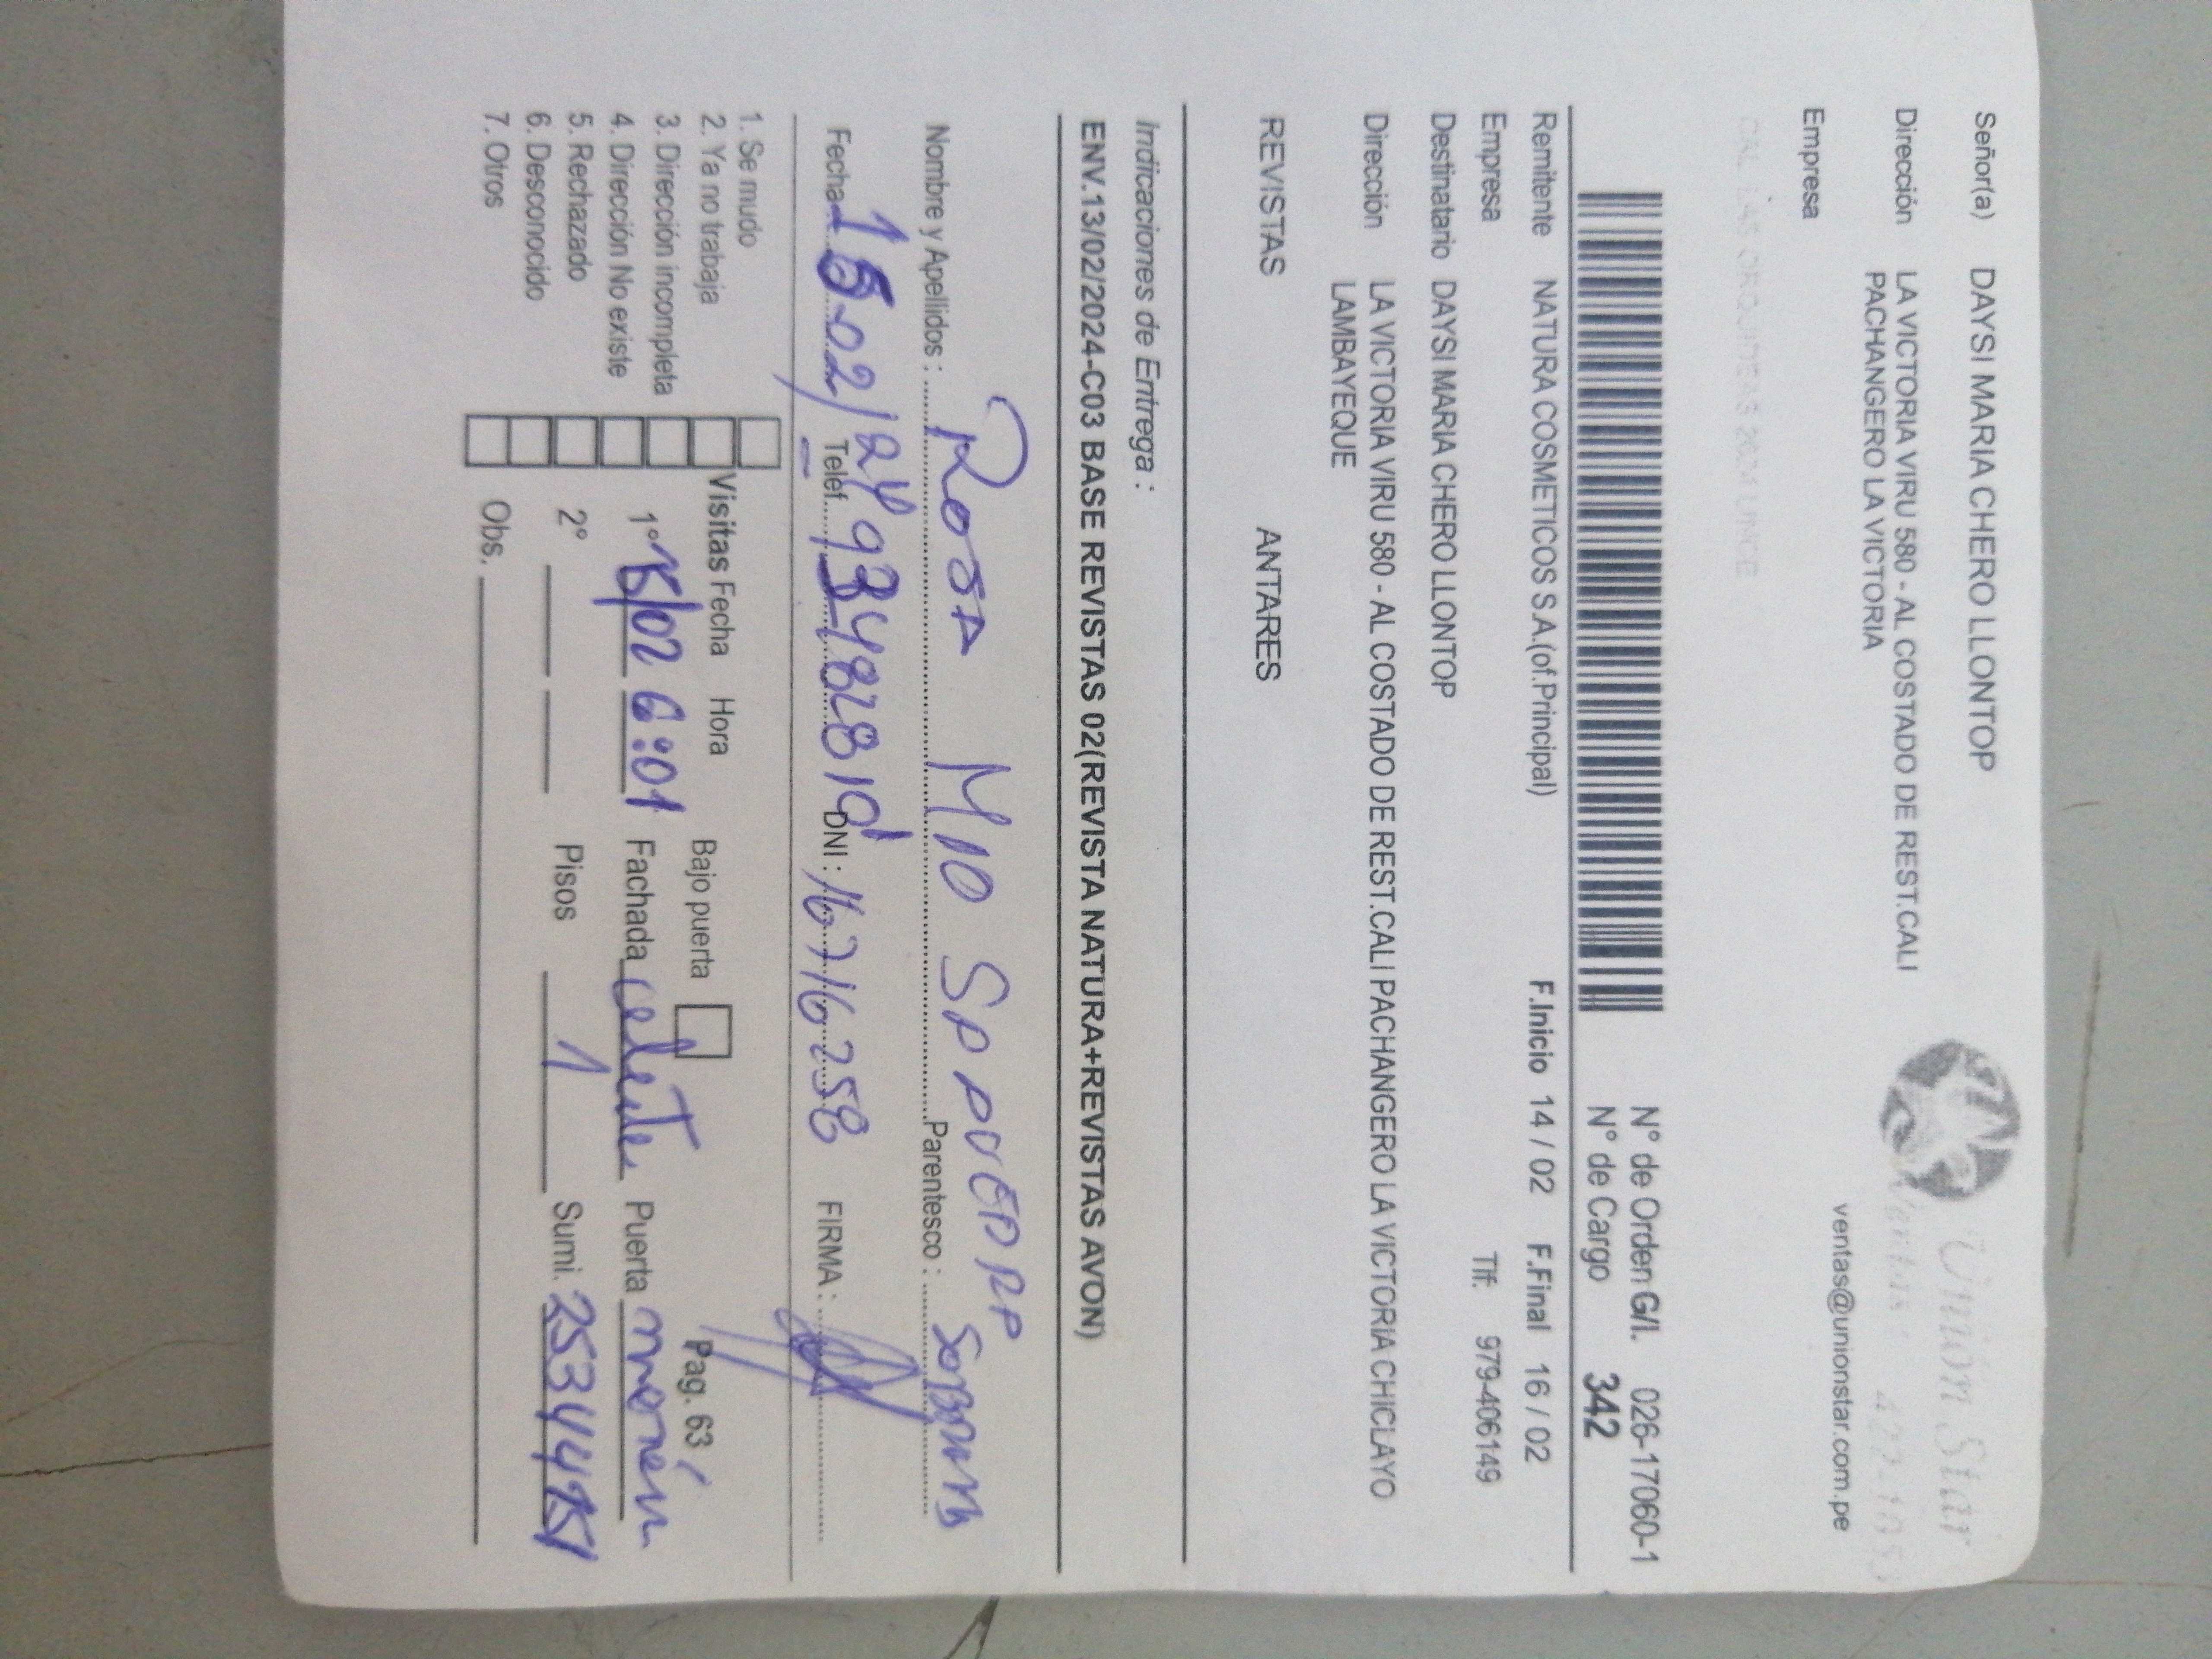 Señor(a) DAYSI MARIA CHERO LLONTOP
Dirección LA VICTORIA VIRU 580 - AL COSTADO DE REST.CALI
PACHANGERO LA VICTORIA
Empresa
Unión Star
ventas@unionstar.com.pe
N° de Orden G/I. 026-17060-1
N° de Cargo 342
Remitente NATURA COSMETICOS S.A.(of.Principal) F.Inicio 14 / 02 F.Final 16 / 02
Empresa Tlf: 979-406149
Destinatario DAYSI MARIA CHERO LLONTOP
Dirección LA VICTORIA VIRU 580 - AL COSTADO DE REST.CALI PACHANGERO LA VICTORIA CHICLAYO
LAMBAYEQUE
REVISTAS ANTARES
Indicaciones de Entrega :
ENV.13/02/2024-C03 BASE REVISTAS 02(REVISTA NATURA+REVISTAS AVON)
Nombre y Apellidos : Rosa Mio Parentesco :
Fecha 15/02/24 Telef. 934828191 DNI : 16716258 FIRMA :
1. Se mudo
2. Ya no trabaja
3. Dirección incompleta
4. Dirección No existe
5. Rechazado
6. Desconocido
7. Otros
Visitas Fecha Hora Bajo puerta Pag. 63
1° 15/02 6:01 Fachada celeste Puerta marrón
2° Pisos 1 Sumi.
Obs.